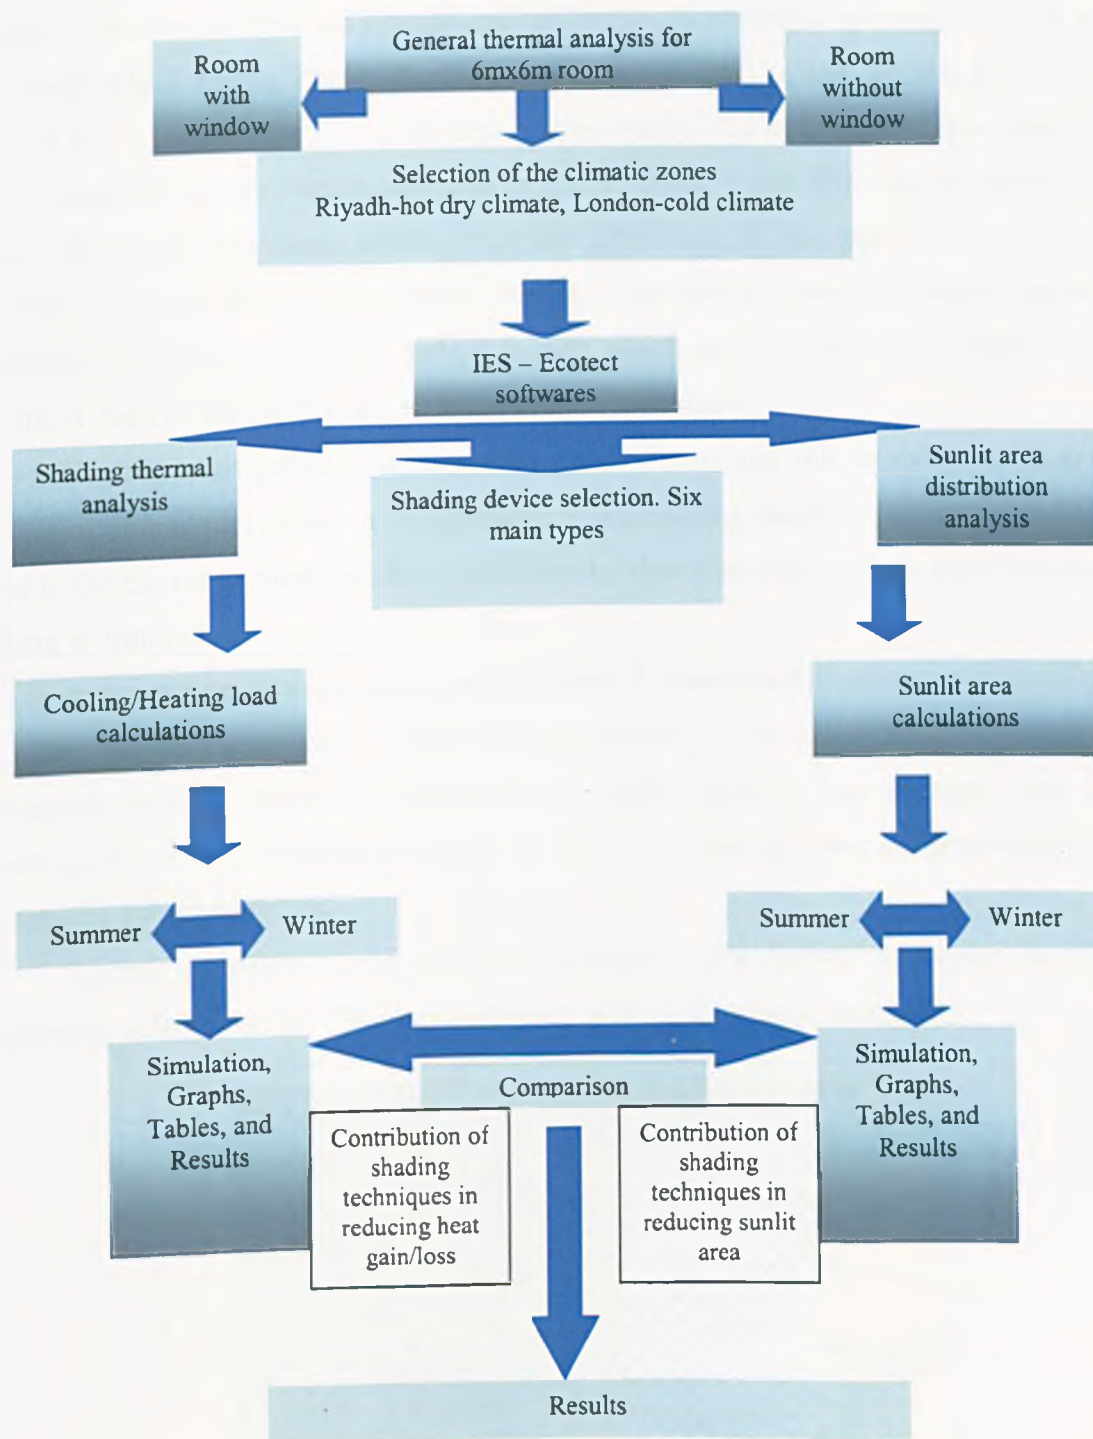 General thermal analysis for
6mx6m room
Room
with
window
Room
without
window
Selection of the climatic zones
Riyadh-hot dry climate, London-cold climate
IES – Ecotect
softwares
Shading thermal
analysis
Shading device selection. Six
main types
Sunlit area
distribution
analysis
Cooling/Heating load
calculations
Sunlit area
calculations
Summer
Winter
Summer
Winter
Simulation,
Graphs,
Tables, and
Results
Comparison
Simulation,
Graphs,
Tables, and
Results
Contribution of
shading
techniques in
reducing heat
gain/loss
Contribution of
shading
techniques in
reducing sunlit
area
Results